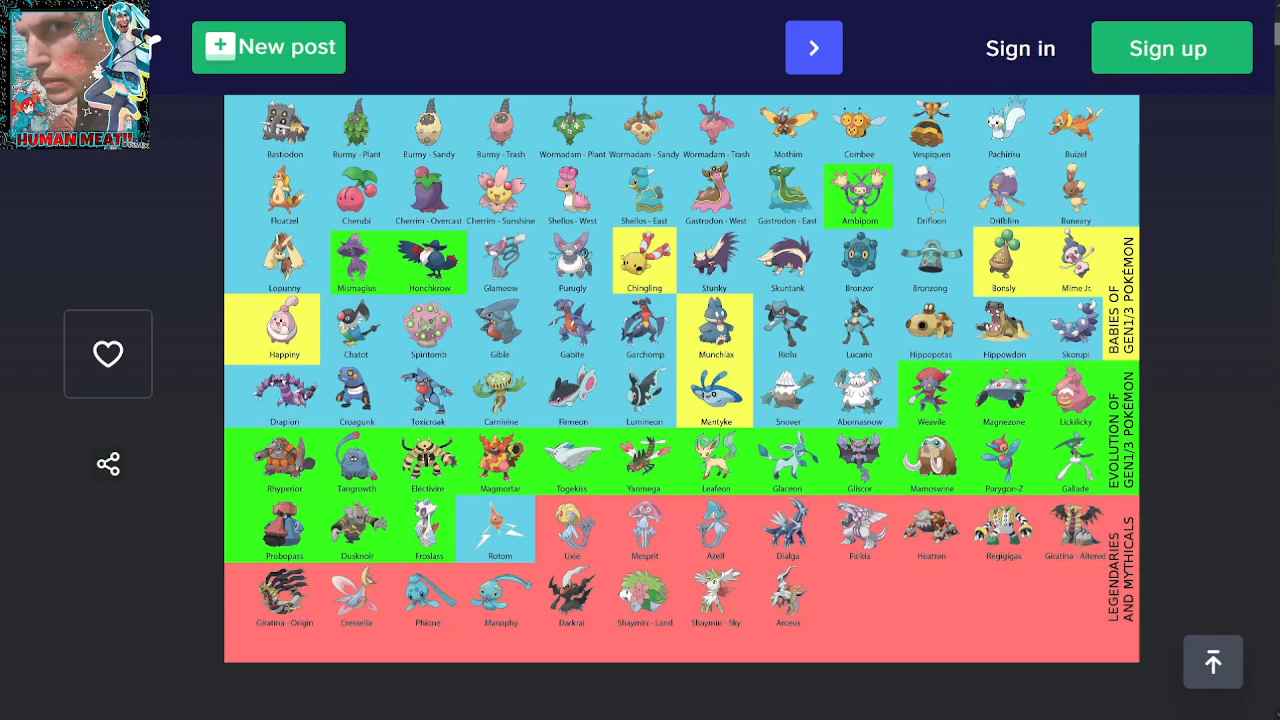 New post
Sign in
Sign up
HUMAN MEAT!!
Bastiodon Burmy - Plant Burmy - Sandy Burmy - Trash Wormadam - Plant Wormadam - Sandy Wormadam - Trash Mothim Combee Vespiquen Pachirisu Buizel
Floatzel Cherubi Cherrim - Overcast Cherrim - Sunshine Shellos - West Shellos - East Gastrodon - West Gastrodon - East Ambipom Drifloon Drifblim Buneary
Lopunny Mismagius Honchkrow Glameow Purugly Chingling Stunky Skuntank Bronzor Bronzong Bonsly Mime Jr.
Happiny Chatot Spiritomb Gible Gabite Garchomp Munchlax Riolu Lucario Hippopotas Hippowdon Skorupi
BABIES OF
GEN1/3 POKÉMON
Drapion Croagunk Toxicroak Carnivine Finneon Lumineon Mantyke Snover Abomasnow Weavile Magnezone Lickilicky
Rhyperior Tangrowth Electivire Magmortar Togekiss Yanmega Leafeon Glaceon Gliscor Mamoswine Porygon-Z Gallade
EVOLUTION OF
GEN1/3 POKÉMON
Probopass Dusknoir Froslass Rotom Uxie Mesprit Azelf Dialga Palkia Heatran Regigigas Giratina - Altered
Giratina - Origin Cresselia Phione Manaphy Darkrai Shaymin - Land Shaymin - Sky Arceus
LEGENDARIES
AND MYTHICALS